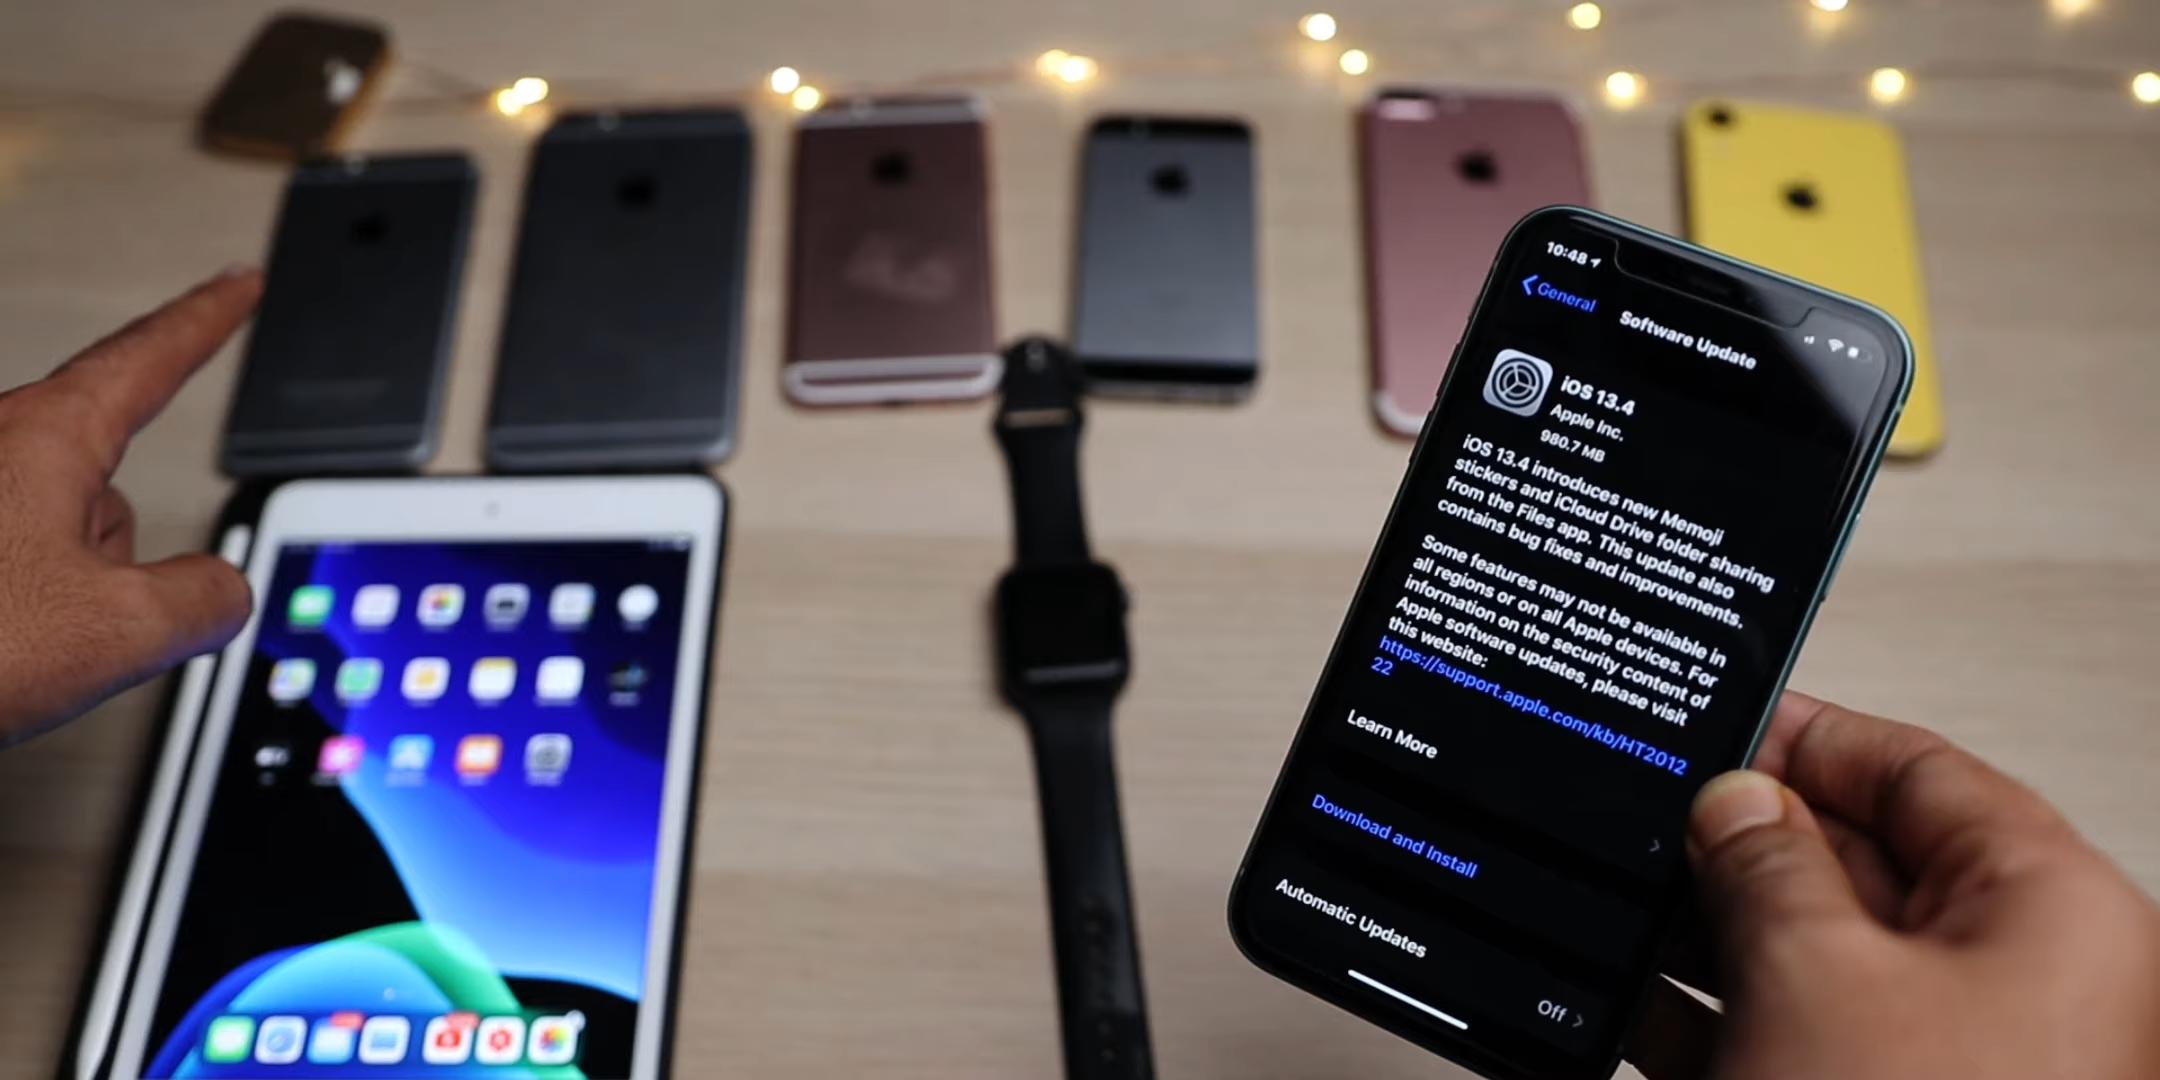 10:48
General
Software Update
iOS 13.4
Apple Inc.
980.7 MB
iOS 13.4 introduces new Memoji
stickers and iCloud Drive folder sharing
from the Files app. This update also
contains bug fixes and improvements.
Some features may not be available in
all regions or on all Apple devices. For
information on the security content of
Apple software updates, please visit
this website:
https://support.apple.com/kb/HT2012
22
Learn More
Download and Install
Automatic Updates
Off